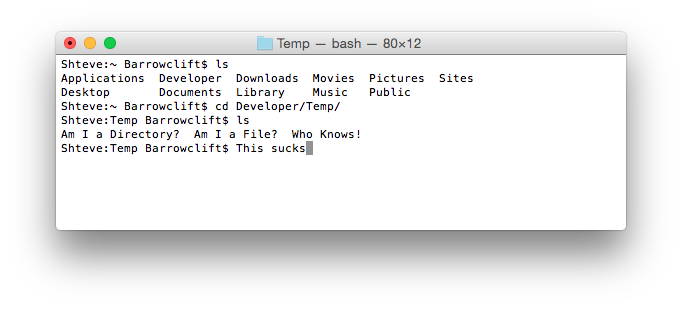 Temp — bash — 80×12
Shteve:~ Barrowclift$ ls
Applications  Developer  Downloads  Movies  Pictures  Sites
Desktop       Documents  Library    Music   Public
Shteve:~ Barrowclift$ cd Developer/Temp/
Shteve:Temp Barrowclift$ ls
Am I a Directory?  Am I a File?  Who Knows!
Shteve:Temp Barrowclift$ This sucks